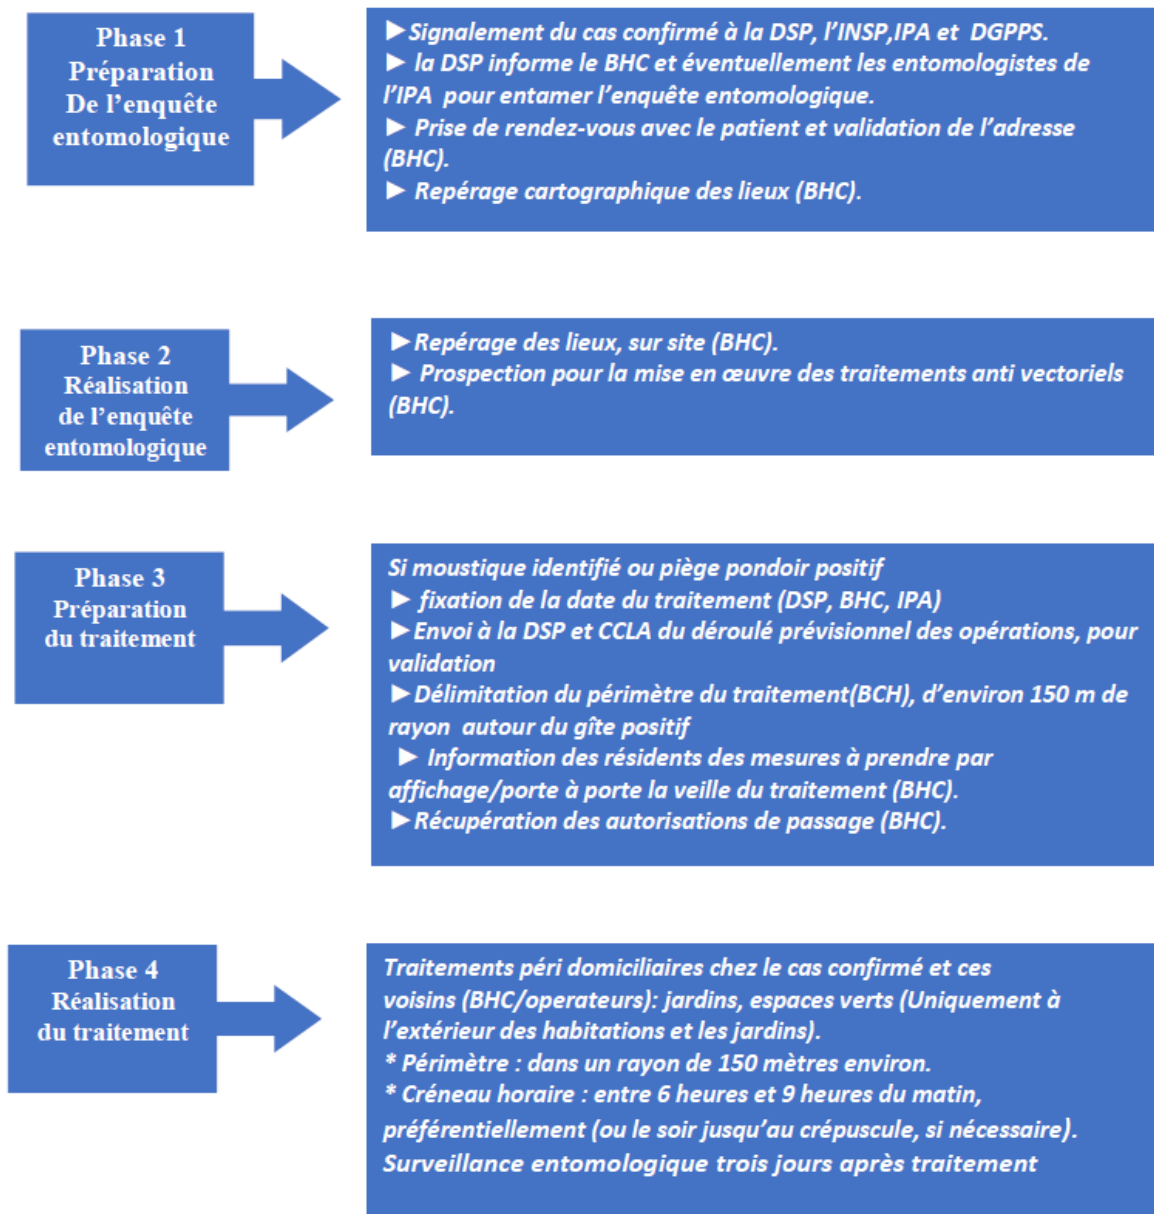 Phase 1
Préparation
De l'enquête
entomologique
►Signalement du cas confirmé à la DSP, l'INSP,IPA et DGPPS.
► la DSP informe le BHC et éventuellement les entomologistes de
l'IPA pour entamer l'enquête entomologique.
► Prise de rendez-vous avec le patient et validation de l'adresse
(BHC).
► Repérage cartographique des lieux (BHC).
Phase 2
Réalisation
de l'enquête
entomologique
►Repérage des lieux, sur site (BHC).
► Prospection pour la mise en œuvre des traitements anti vectoriels
(BHC).
Phase 3
Préparation
du traitement
Si moustique identifié ou piège pondoir positif
► fixation de la date du traitement (DSP, BHC, IPA)
►Envoi à la DSP et CCLA du déroulé prévisionnel des opérations, pour
validation
►Délimitation du périmètre du traitement(BCH), d'environ 150 m de
rayon autour du gîte positif
► Information des résidents des mesures à prendre par
affichage/porte à porte la veille du traitement (BHC).
►Récupération des autorisations de passage (BHC).
Phase 4
Réalisation
du traitement
Traitements péri domiciliaires chez le cas confirmé et ces
voisins (BHC/operateurs): jardins, espaces verts (Uniquement à
l'extérieur des habitations et les jardins).
* Périmètre : dans un rayon de 150 mètres environ.
* Créneau horaire : entre 6 heures et 9 heures du matin,
préférentiellement (ou le soir jusqu'au crépuscule, si nécessaire).
Surveillance entomologique trois jours après traitement